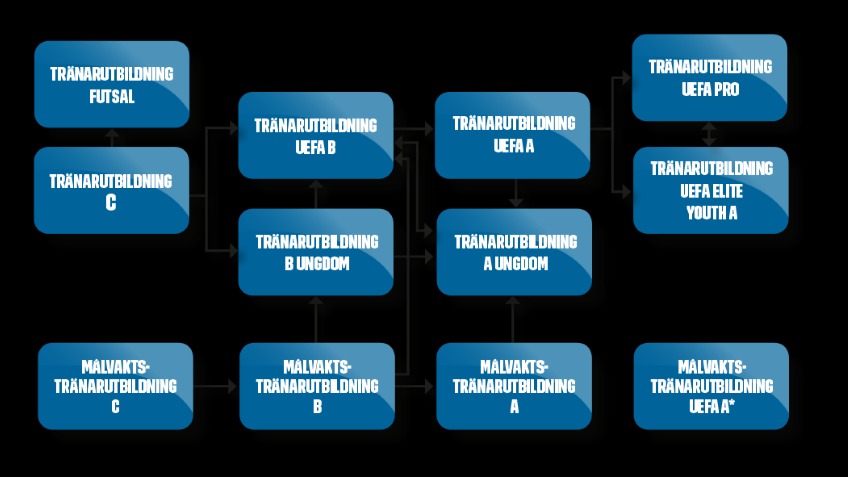 TRÄNARUTBILDNING
FUTSAL
TRÄNARUTBILDNING
C
TRÄNARUTBILDNING
UEFA B
TRÄNARUTBILDNING
B UNGDOM
TRÄNARUTBILDNING
UEFA A
TRÄNARUTBILDNING
A UNGDOM
TRÄNARUTBILDNING
UEFA PRO
TRÄNARUTBILDNING
UEFA ELITE
YOUTH A
MÅLVAKTS-
TRÄNARUTBILDNING
C
MÅLVAKTS-
TRÄNARUTBILDNING
B
MÅLVAKTS-
TRÄNARUTBILDNING
A
MÅLVAKTS-
TRÄNARUTBILDNING
UEFA A*